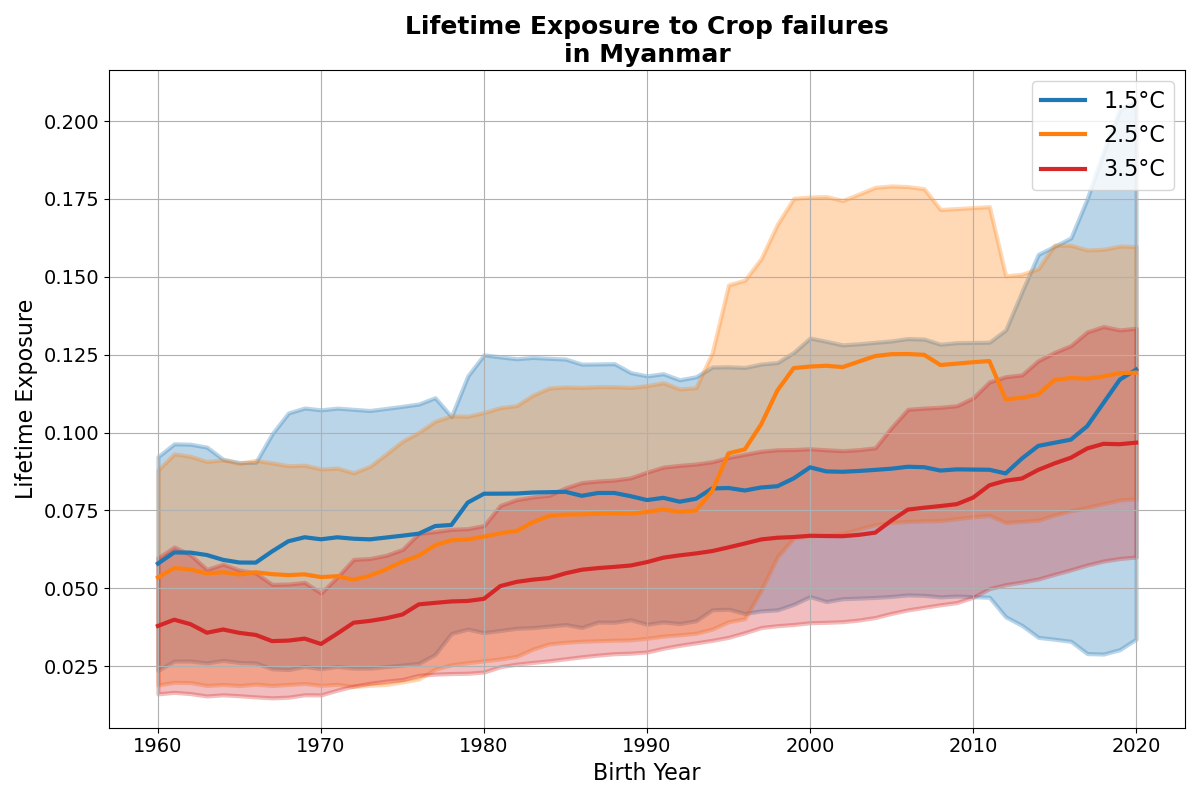 Lifetime Exposure to Crop failures
in Myanmar
1.5°C
2.5°C
3.5°C
0.200
0.175
0.150
0.125
0.100
0.075
0.050
0.025
Lifetime Exposure
1960 1970 1980 1990 2000 2010 2020
Birth Year